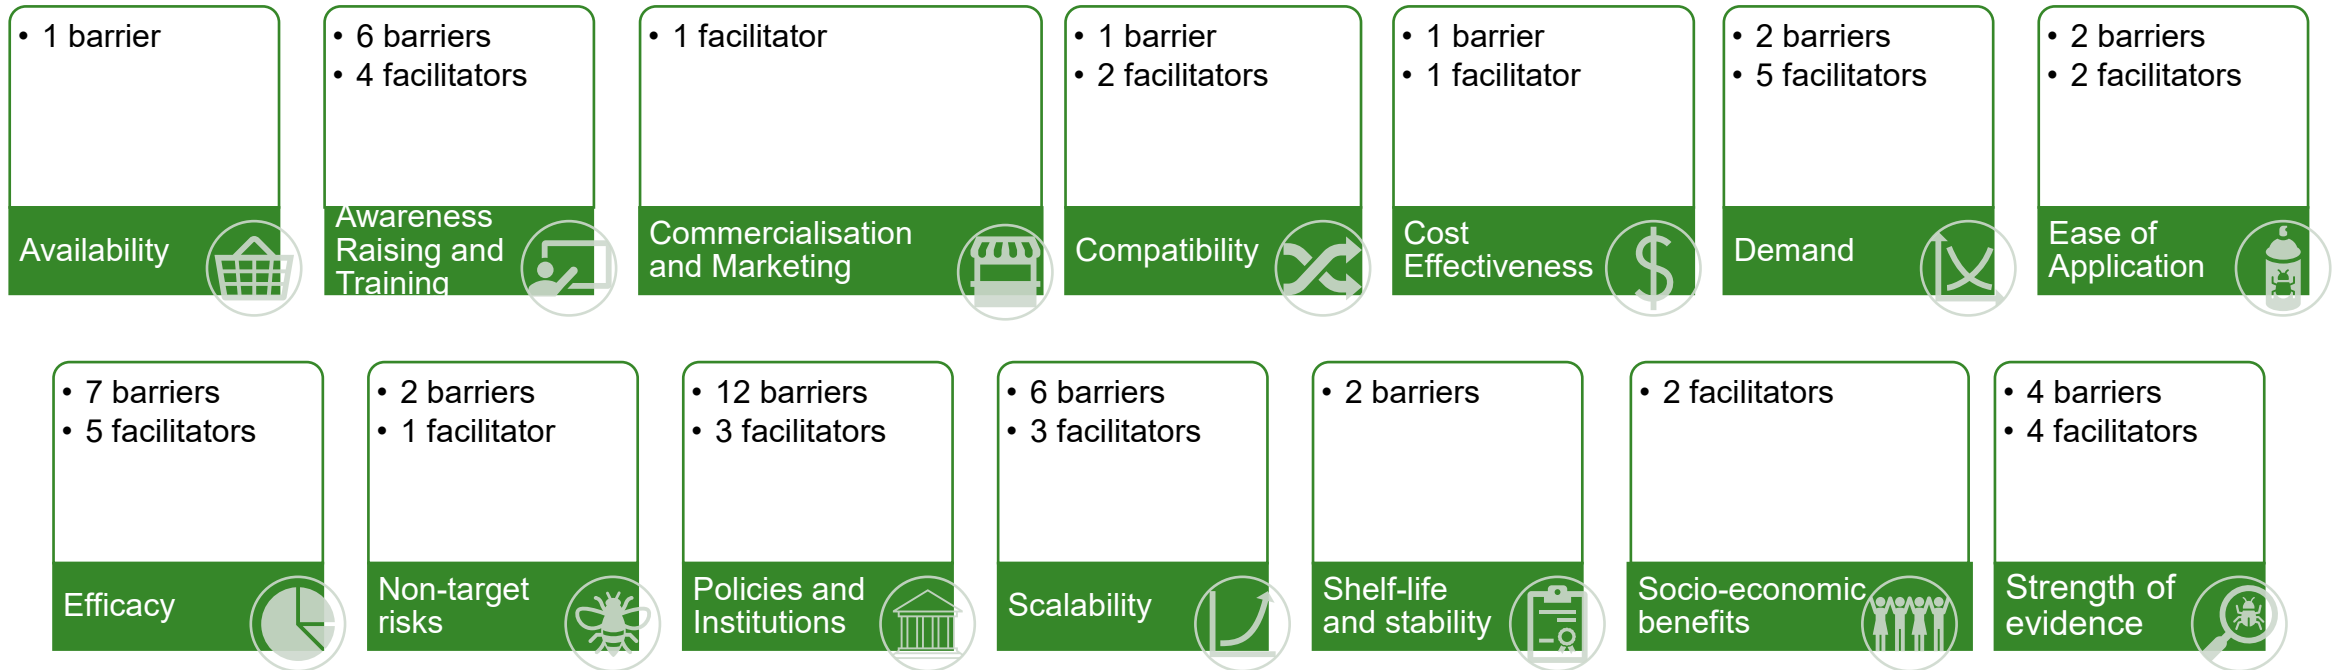 • 1 barrier
Availability
• 6 barriers
• 4 facilitators
Awareness
Raising and
Training
• 1 facilitator
Commercialisation
and Marketing
• 1 barrier
• 2 facilitators
Compatibility
• 1 barrier
• 1 facilitator
Cost
Effectiveness
• 2 barriers
• 5 facilitators
Demand
• 2 barriers
• 2 facilitators
Ease of
Application
• 7 barriers
• 5 facilitators
Efficacy
• 2 barriers
• 1 facilitator
Non-target
risks
• 12 barriers
• 3 facilitators
Policies and
Institutions
• 6 barriers
• 3 facilitators
Scalability
• 2 barriers
Shelf-life
and stability
• 2 facilitators
Socio-economic
benefits
• 4 barriers
• 4 facilitators
Strength of
evidence